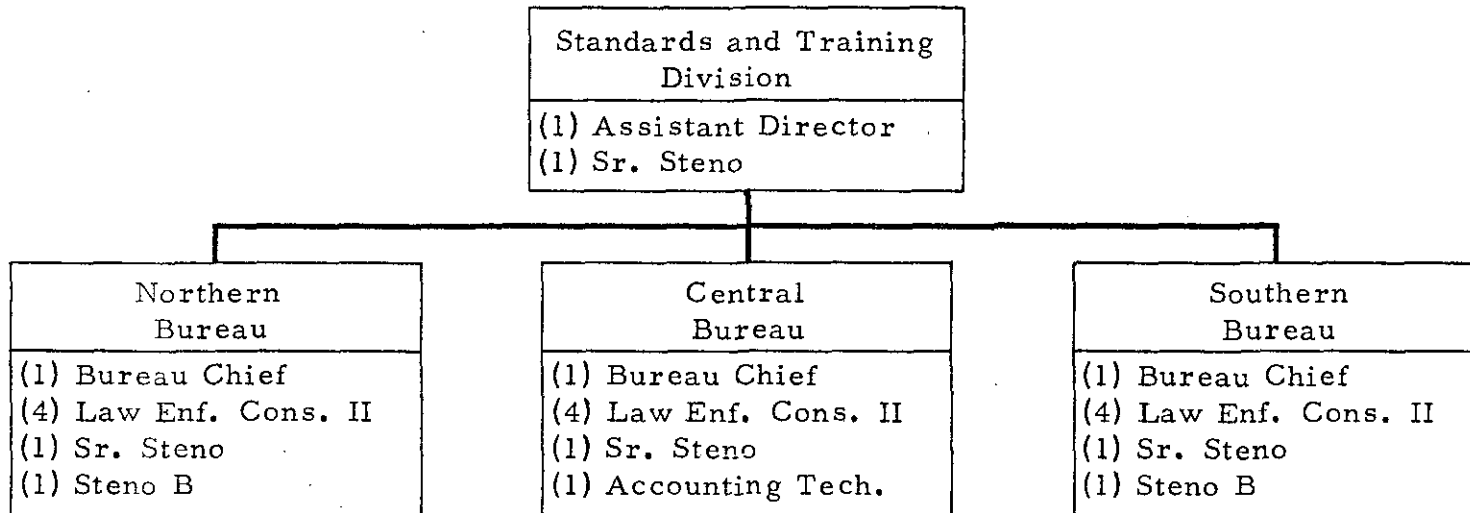 Standards and Training
Division
(1) Assistant Director
(1) Sr. Steno
Northern
Bureau
(1) Bureau Chief
(4) Law Enf. Cons. II
(1) Sr. Steno
(1) Steno B
Central
Bureau
(1) Bureau Chief
(4) Law Enf. Cons. II
(1) Sr. Steno
(1) Accounting Tech.
Southern
Bureau
(1) Bureau Chief
(4) Law Enf. Cons. II
(1) Sr. Steno
(1) Steno B